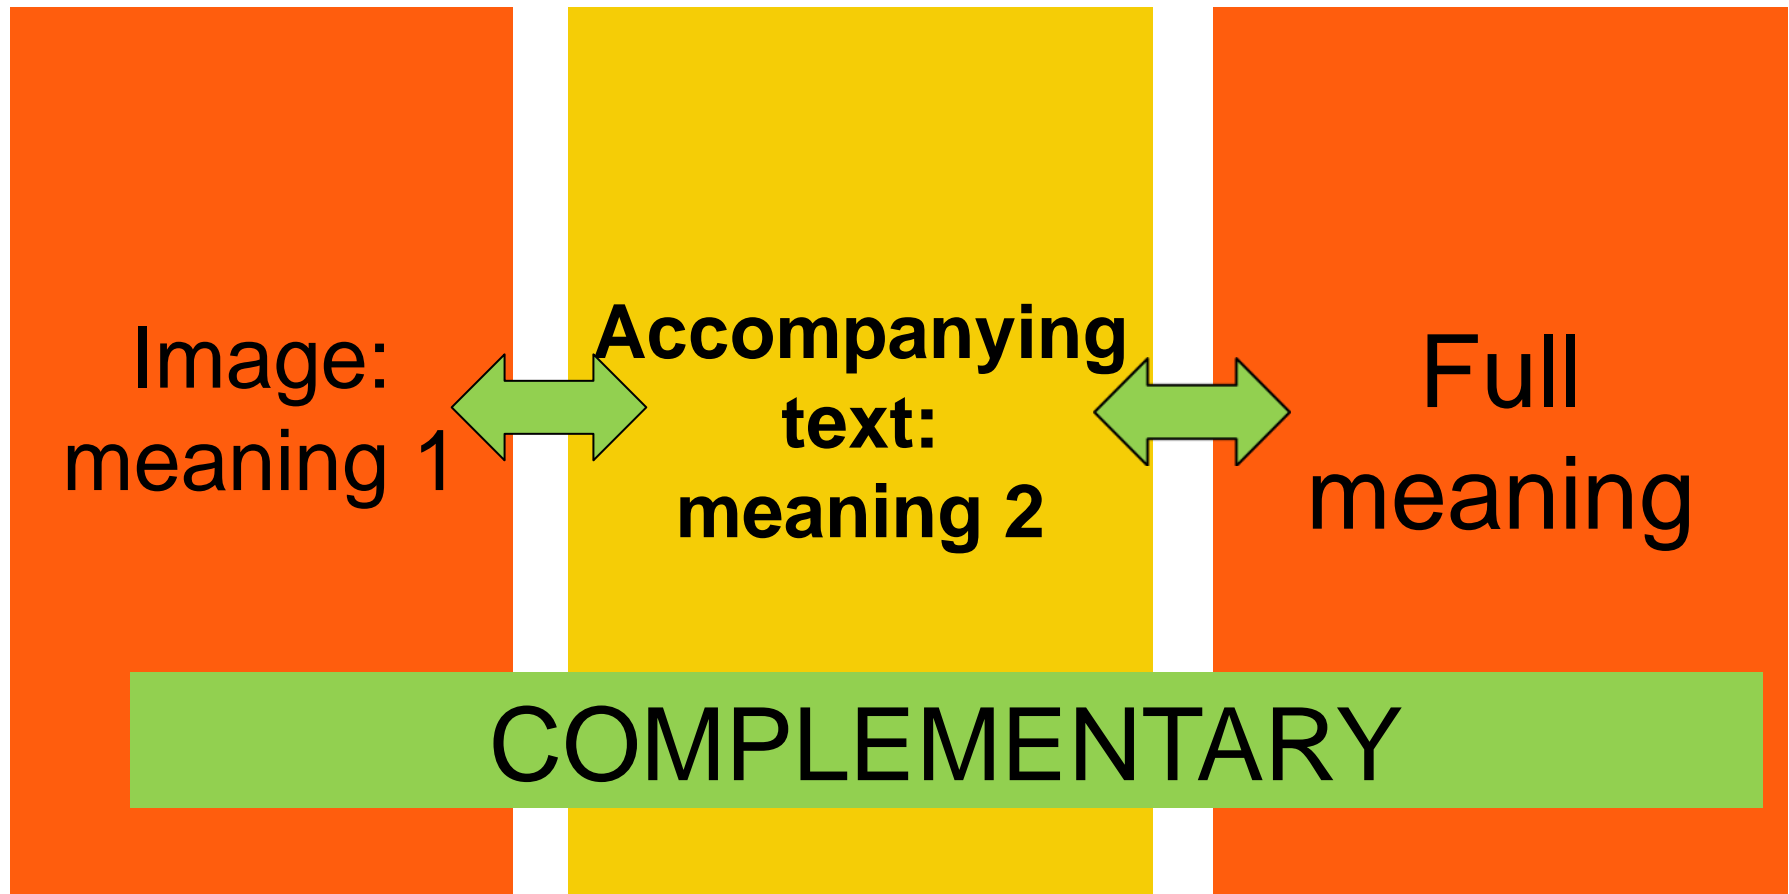 Image:
meaning 1
Accompanying
text:
meaning 2
Full
meaning
COMPLEMENTARY